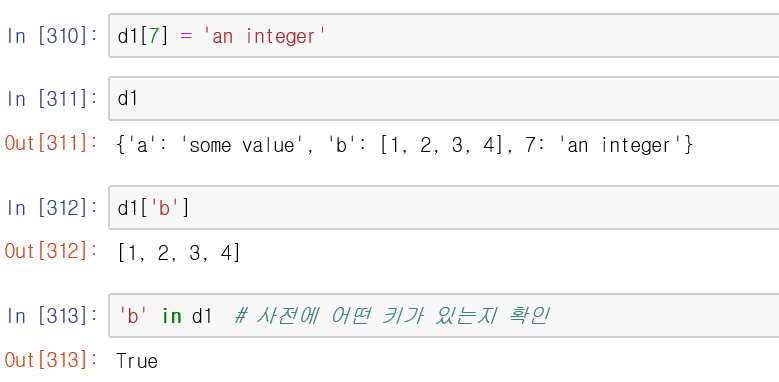 In [310]: d1[7] = 'an integer'
In [311]: d1
Out[311]: {'a': 'some value', 'b': [1, 2, 3, 4], 7: 'an integer'}
In [312]: d1['b']
Out[312]: [1, 2, 3, 4]
In [313]: 'b' in d1  # 사전에 어떤 키가 있는지 확인
Out[313]: True